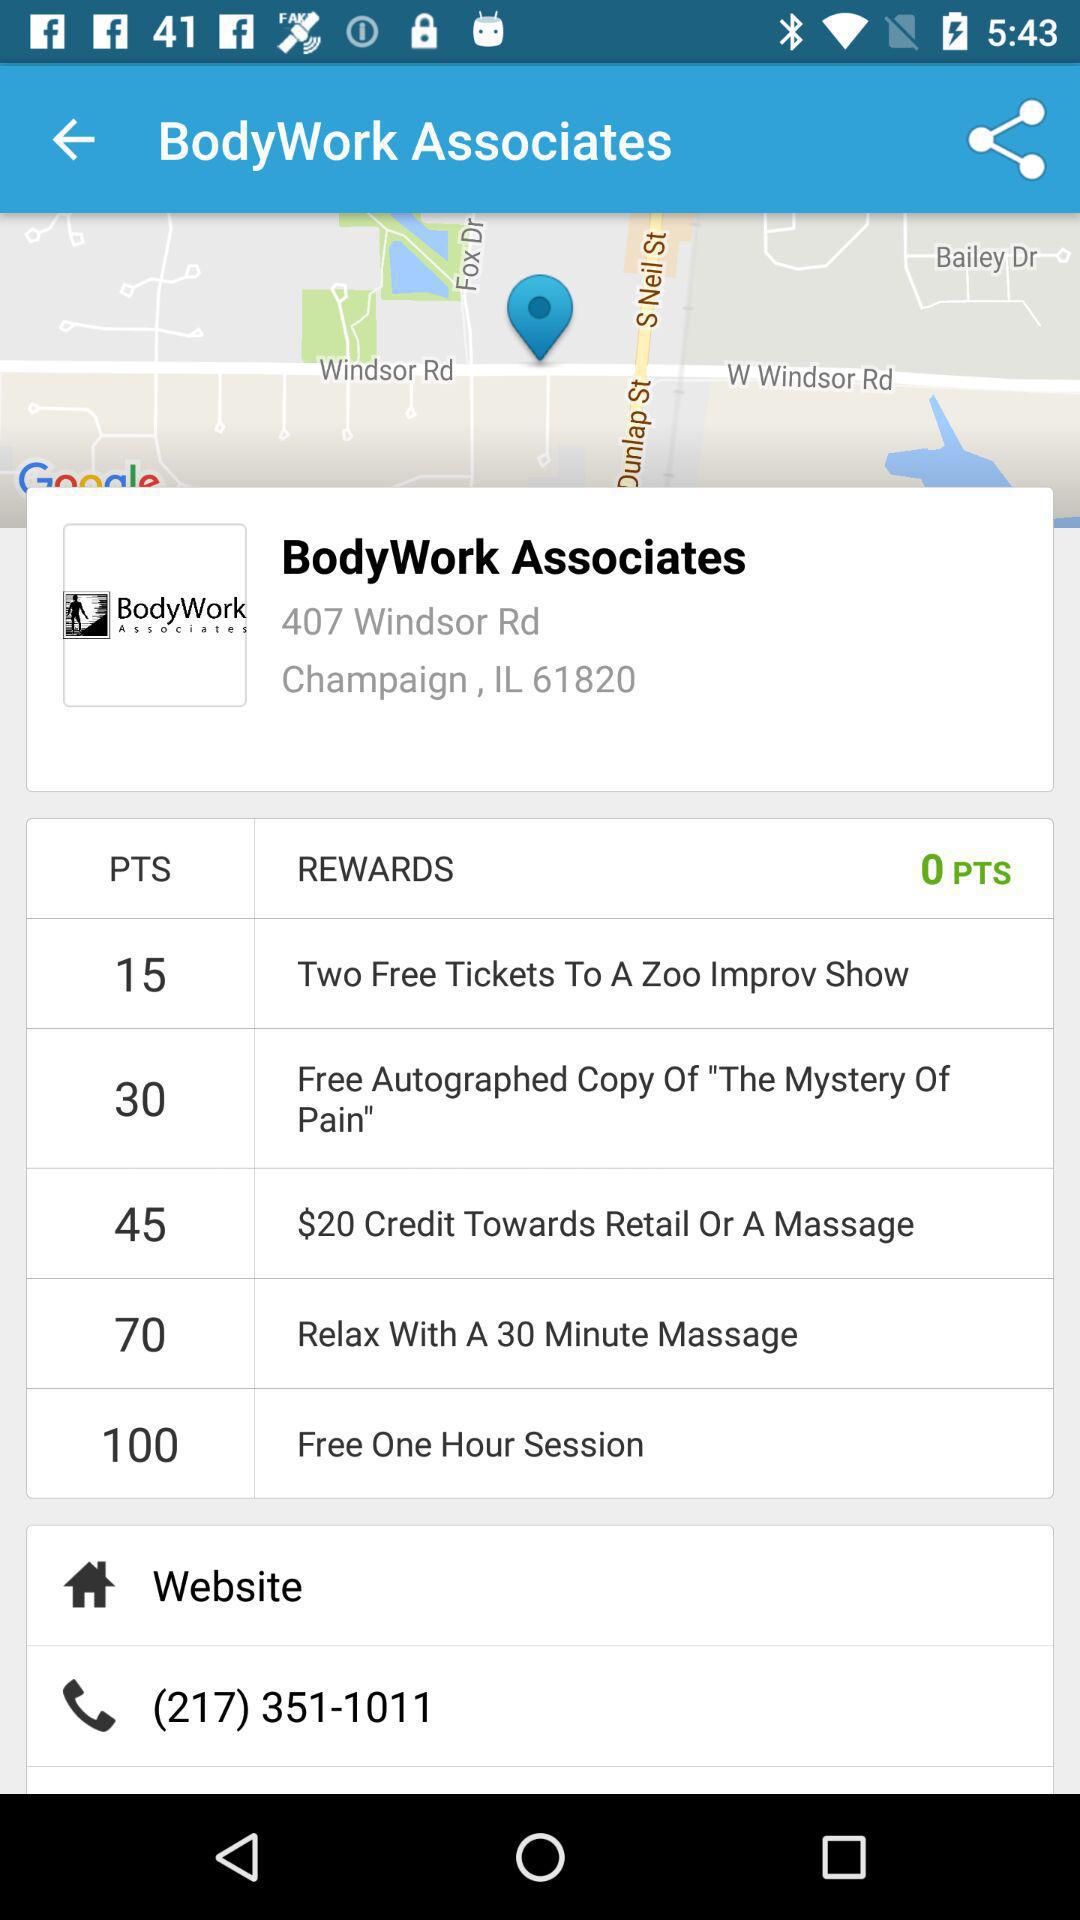 41 FAKE 5:43
BodyWork Associates
Fox Dr
S Neil St
Bailey Dr
Windsor Rd
W Windsor Rd
Dunlap St
Google
BodyWork
Associates
BodyWork Associates
407 Windsor Rd
Champaign , IL 61820
PTS REWARDS 0 PTS
15 Two Free Tickets To A Zoo Improv Show
30 Free Autographed Copy Of "The Mystery Of
Pain"
45 $20 Credit Towards Retail Or A Massage
70 Relax With A 30 Minute Massage
100 Free One Hour Session
Website
(217) 351-1011